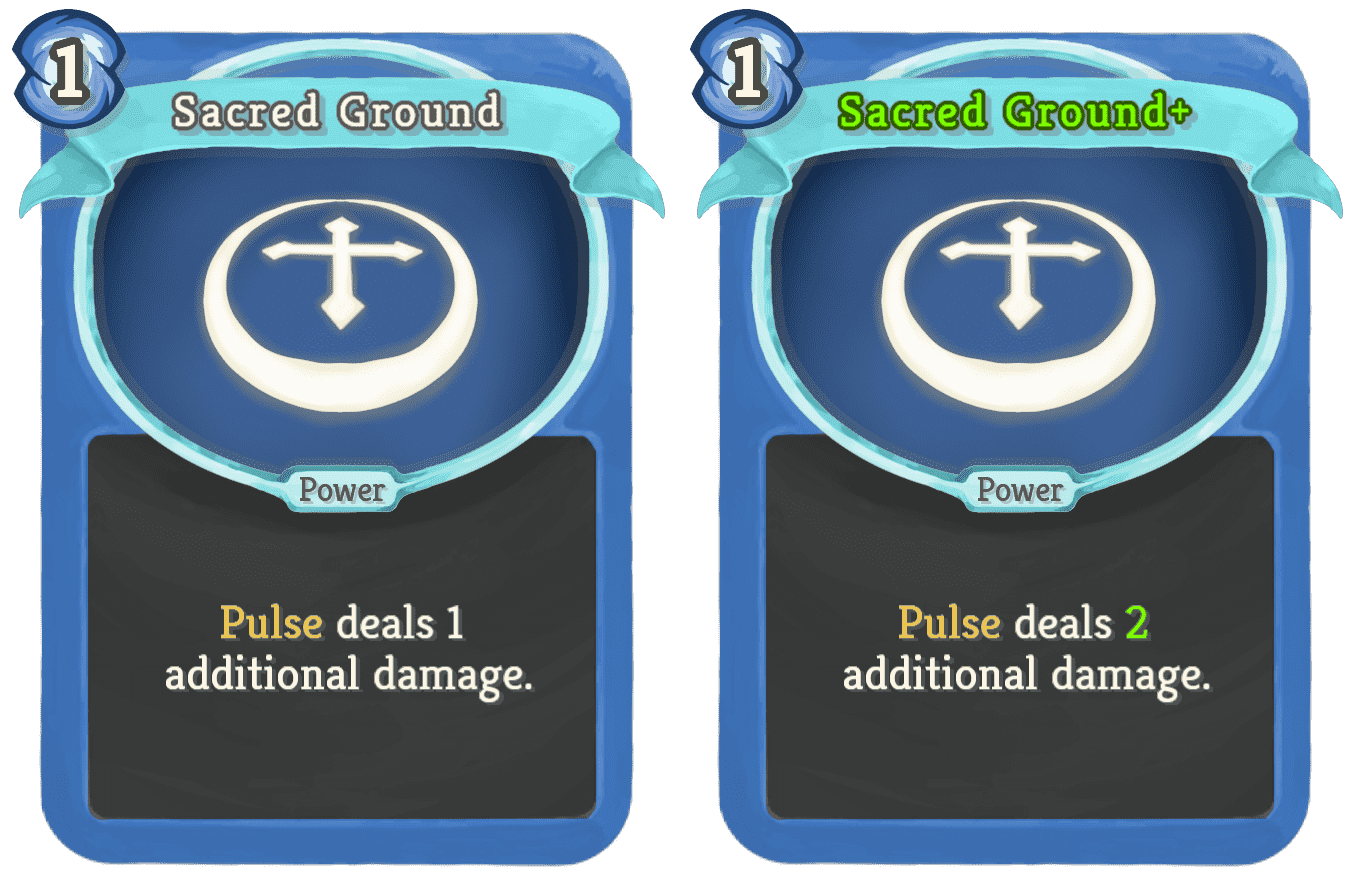 1
Sacred Ground
Power
Pulse deals 1
additional damage.
1
Sacred Ground+
Power
Pulse deals 2
additional damage.